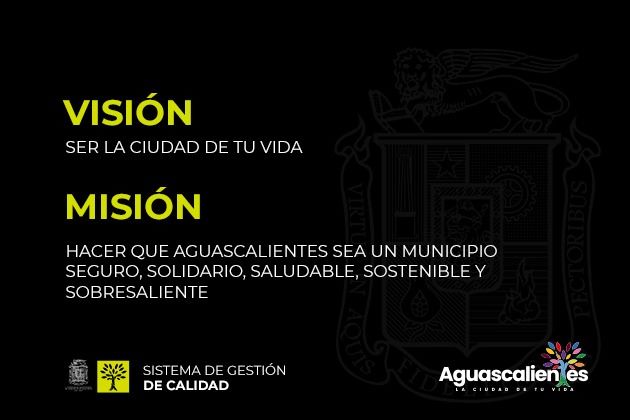 VISIÓN
SER LA CIUDAD DE TU VIDA
MISIÓN
HACER QUE AGUASCALIENTES SEA UN MUNICIPIO
SEGURO, SOLIDARIO, SALUDABLE, SOSTENIBLE Y
SOBRESALIENTE
SISTEMA DE GESTIÓN
DE CALIDAD
Aguascalientes
LA CIUDAD DE TU VIDA